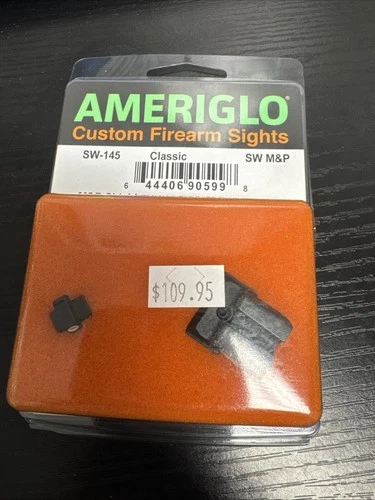 AMERIGLO
Custom Firearm Sights
SW-145 Classic SW M&P
6 44406 90599 8
$109.95